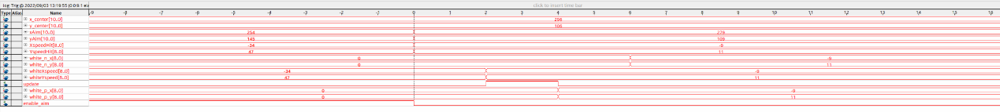 log: Trig @ 2022/09/03 13:19:55 (0:0:9.1 ela
click to insert time bar
Type Alias Name -9 -8 -7 -6 -5 -4 -3 -2 -1 0 1 2 3 4 5 6 7 8 9 10 11 12 13 14 15 16
x_center[10..0] 296
y_center[10..0] 106
xAim[10..0] 254 279
yAim[10..0] 145 109
XspeedHit[8..0] -34 -9
YspeedHit[8..0] 47 11
white_n_x[8..0] 0 -9
white_n_y[8..0] 0 11
whiteXspeed[8..0] -34 -9
whiteYspeed[8..0] 47 11
update
white_p_x[8..0] 0 -9
white_p_y[8..0] 0 11
enable_aim